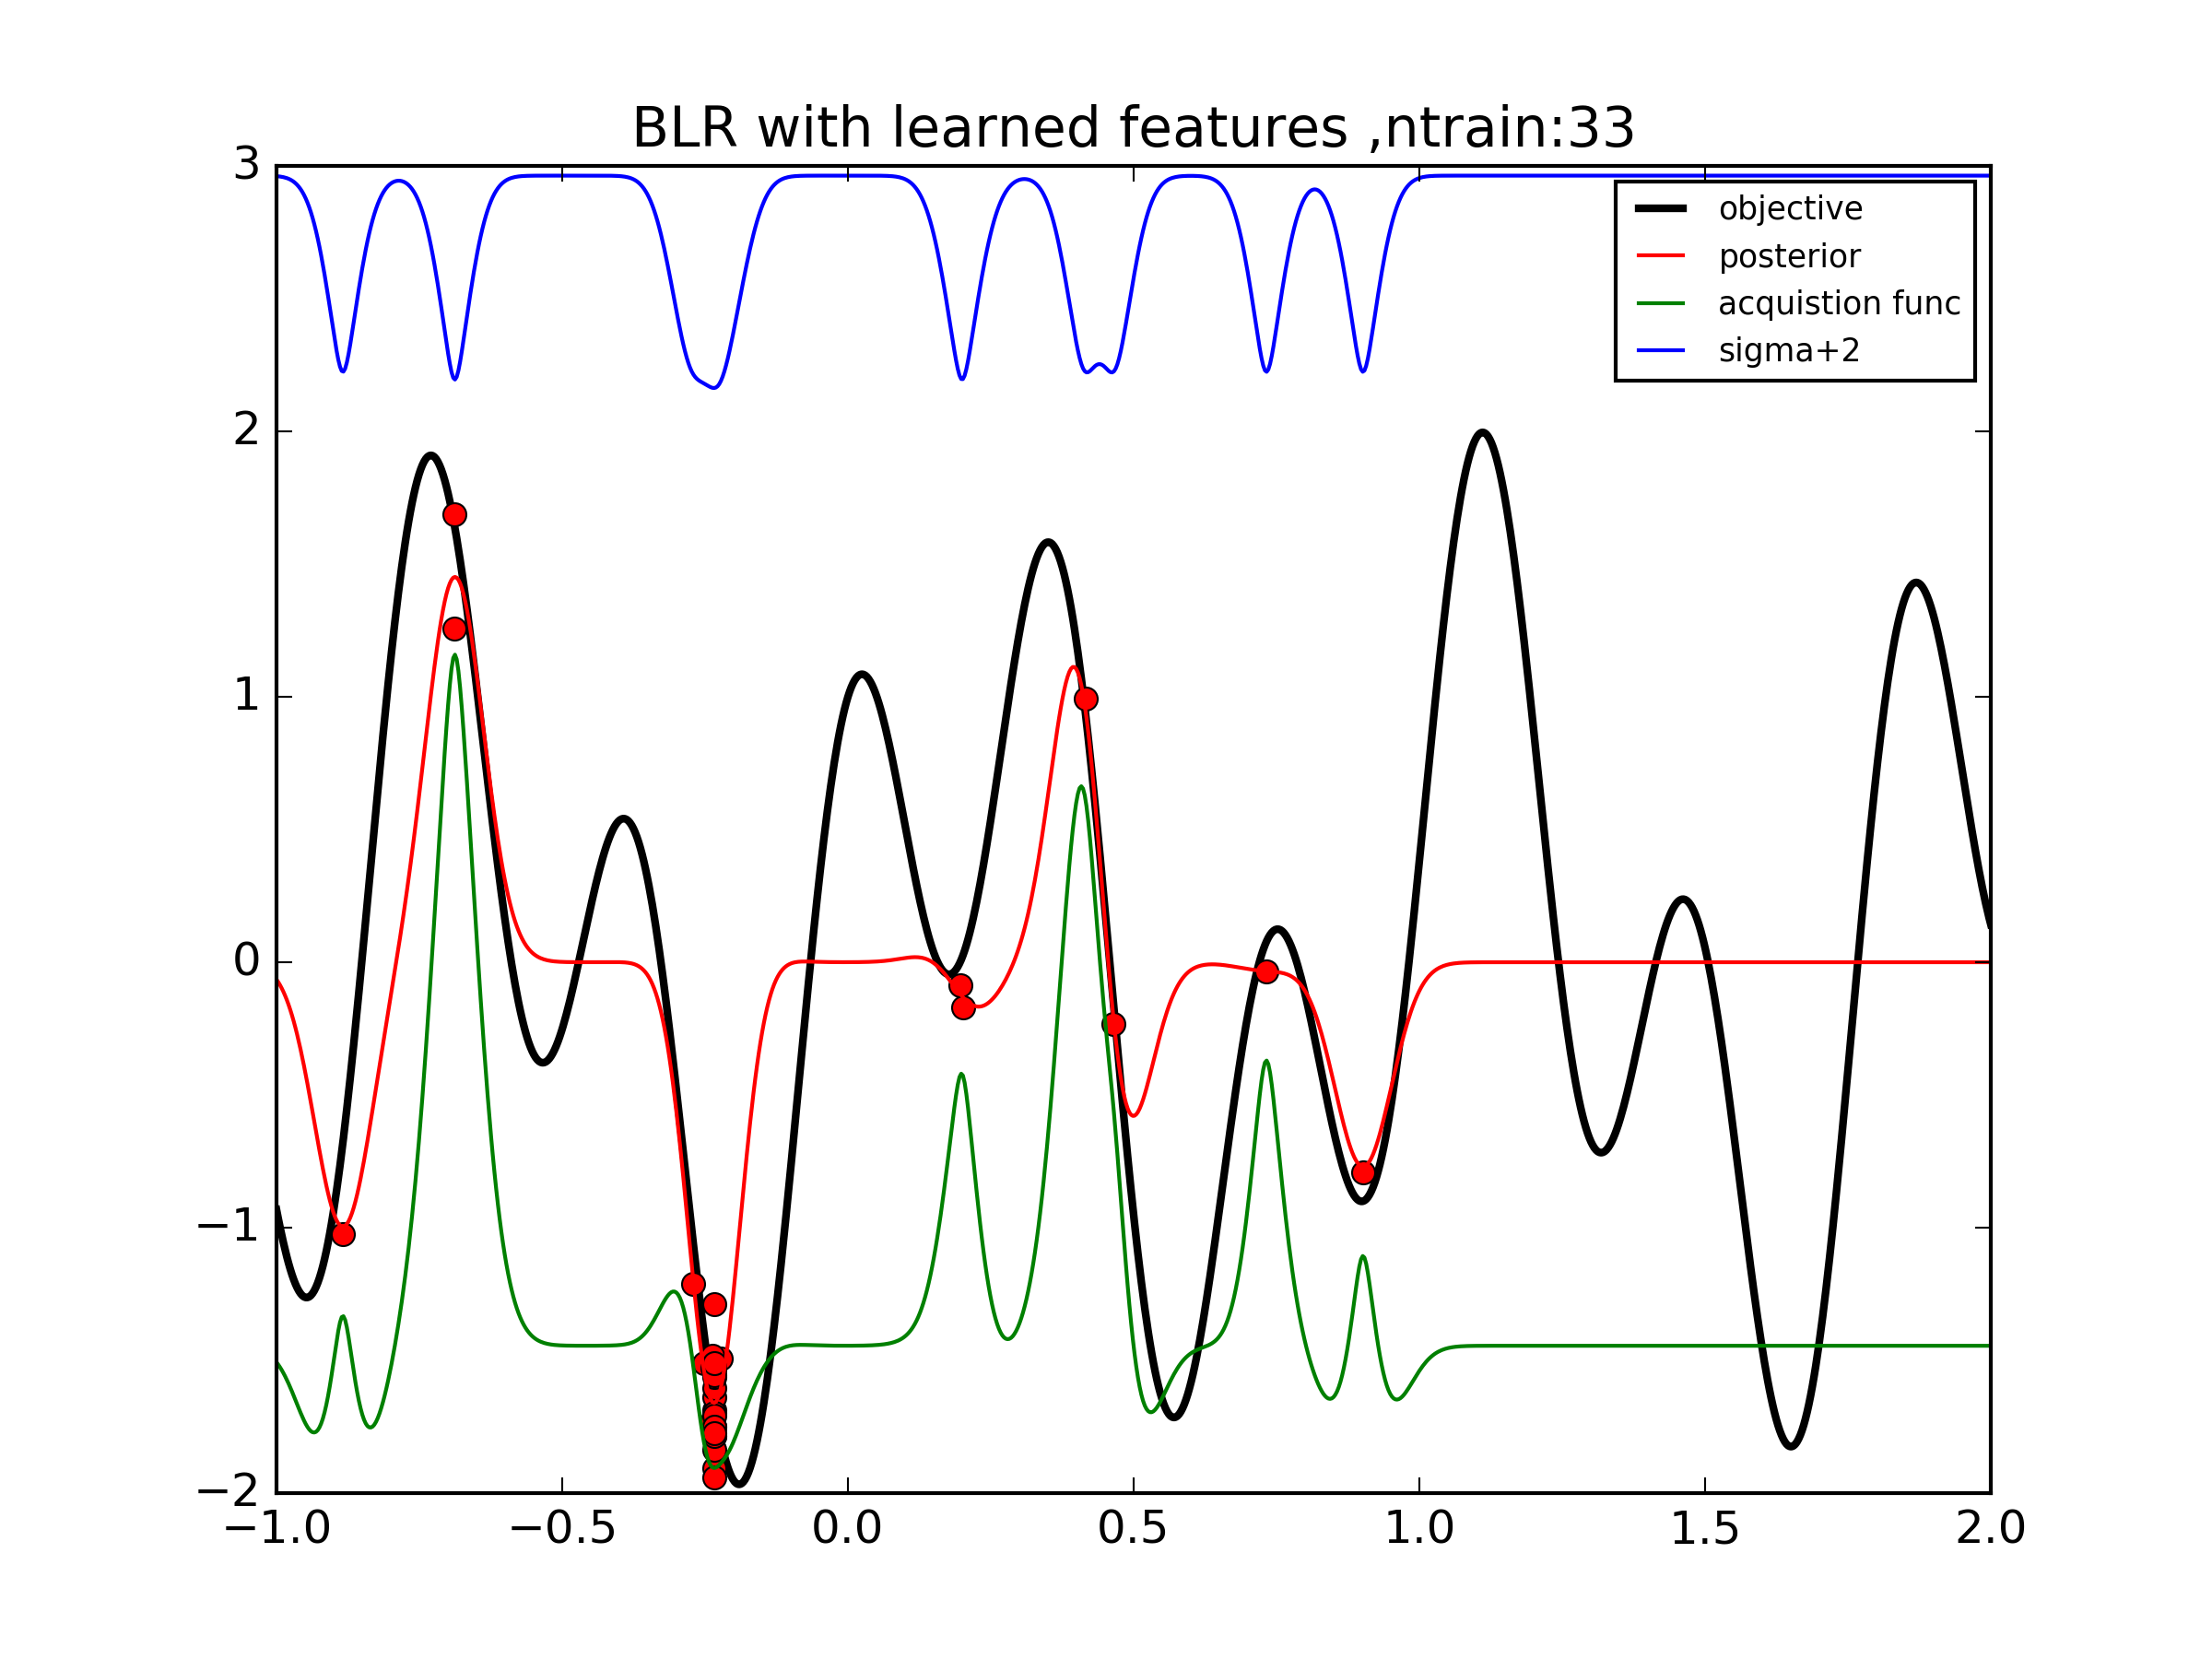 BLR with learned features ,ntrain:33
3
2
1
0
−1
−2
−1.0 −0.5 0.0 0.5 1.0 1.5 2.0
objective
posterior
acquistion func
sigma+2